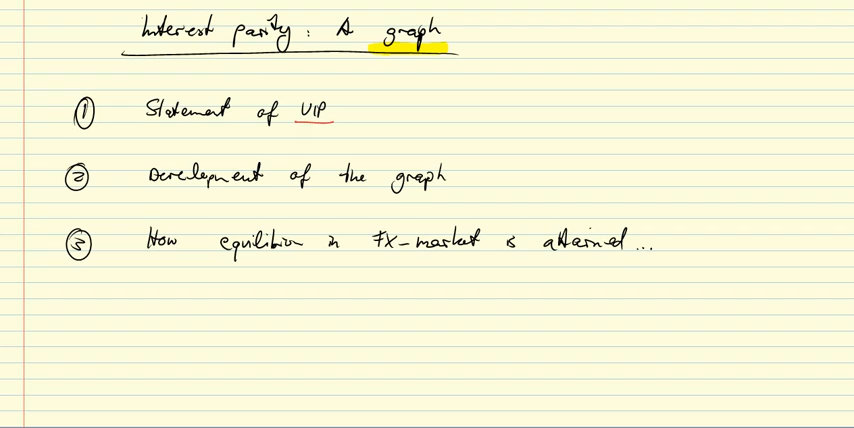 Interest parity: A graph
① Statement of UIP
② Development of the graph
③ How equilibrium in FX-market is attained...